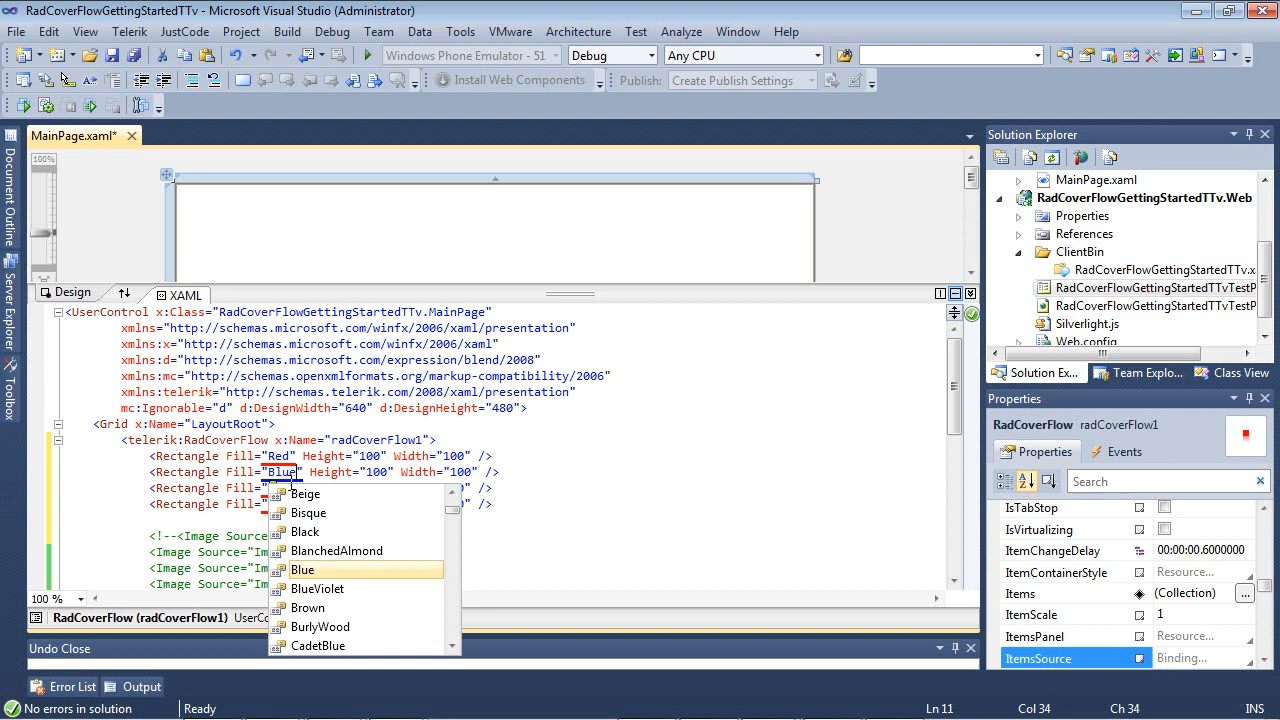 RadCoverFlowGettingStartedTTv - Microsoft Visual Studio (Administrator)
File Edit View Telerik JustCode Project Build Debug Team Data Tools VMware Architecture Test Analyze Window Help
Windows Phone Emulator - 51 Debug Any CPU
Install Web Components Publish: Create Publish Settings
MainPage.xaml*
Document Outline
Server Explorer
Toolbox
100%
Design XAML
<UserControl x:Class="RadCoverFlowGettingStartedTTv.MainPage"
xmlns="http://schemas.microsoft.com/winfx/2006/xaml/presentation"
xmlns:x="http://schemas.microsoft.com/winfx/2006/xaml"
xmlns:d="http://schemas.microsoft.com/expression/blend/2008"
xmlns:mc="http://schemas.openxmlformats.org/markup-compatibility/2006"
xmlns:telerik="http://schemas.telerik.com/2008/xaml/presentation"
mc:Ignorable="d" d:DesignWidth="640" d:DesignHeight="480">
<Grid x:Name="LayoutRoot">
<telerik:RadCoverFlow x:Name="radCoverFlow1">
<Rectangle Fill="Red" Height="100" Width="100" />
<Rectangle Fill="Blue" Height="100" Width="100" />
<Rectangle Fill=" 0" />
<Rectangle Fill=" 0" />
<!--<Image Source="Im
<Image Source="Im
<Image Source="Im
<Image Source="Im
Beige
Bisque
Black
BlanchedAlmond
Blue
BlueViolet
Brown
BurlyWood
CadetBlue
100 %
RadCoverFlow (radCoverFlow1) UserCo
Undo Close
Error List Output
No errors in solution Ready Ln 11 Col 34 Ch 34 INS
Solution Explorer
MainPage.xaml
RadCoverFlowGettingStartedTTv.Web
Properties
References
ClientBin
RadCoverFlowGettingStartedTTv.x
RadCoverFlowGettingStartedTTvTestP
RadCoverFlowGettingStartedTTvTestP
Silverlight.js
Web.config
Solution Ex... Team Explo... Class View
Properties
RadCoverFlow radCoverFlow1
Properties Events
Search
IsTabStop
IsVirtualizing
ItemChangeDelay 00:00:00.6000000
ItemContainerStyle Resource...
Items (Collection) ...
ItemScale 1
ItemsPanel Resource...
ItemsSource Binding...